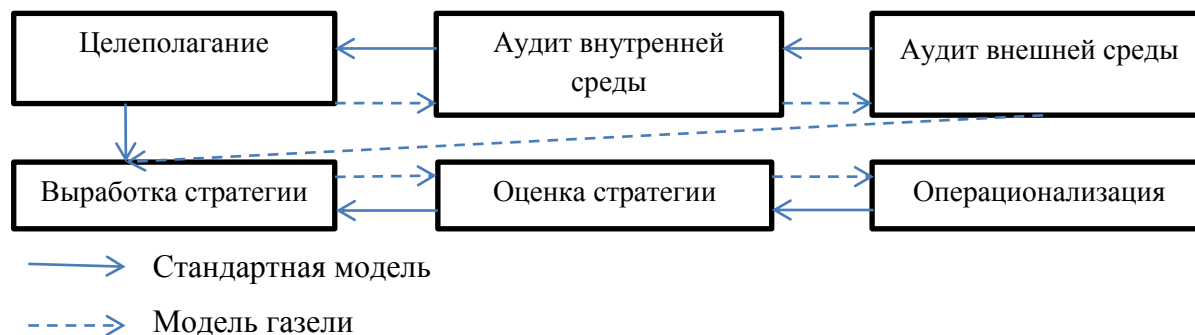 Целеполагание
Аудит внутренней
среды
Аудит внешней среды
Выработка стратегии
Оценка стратегии
Операционализация
Стандартная модель
Модель газели